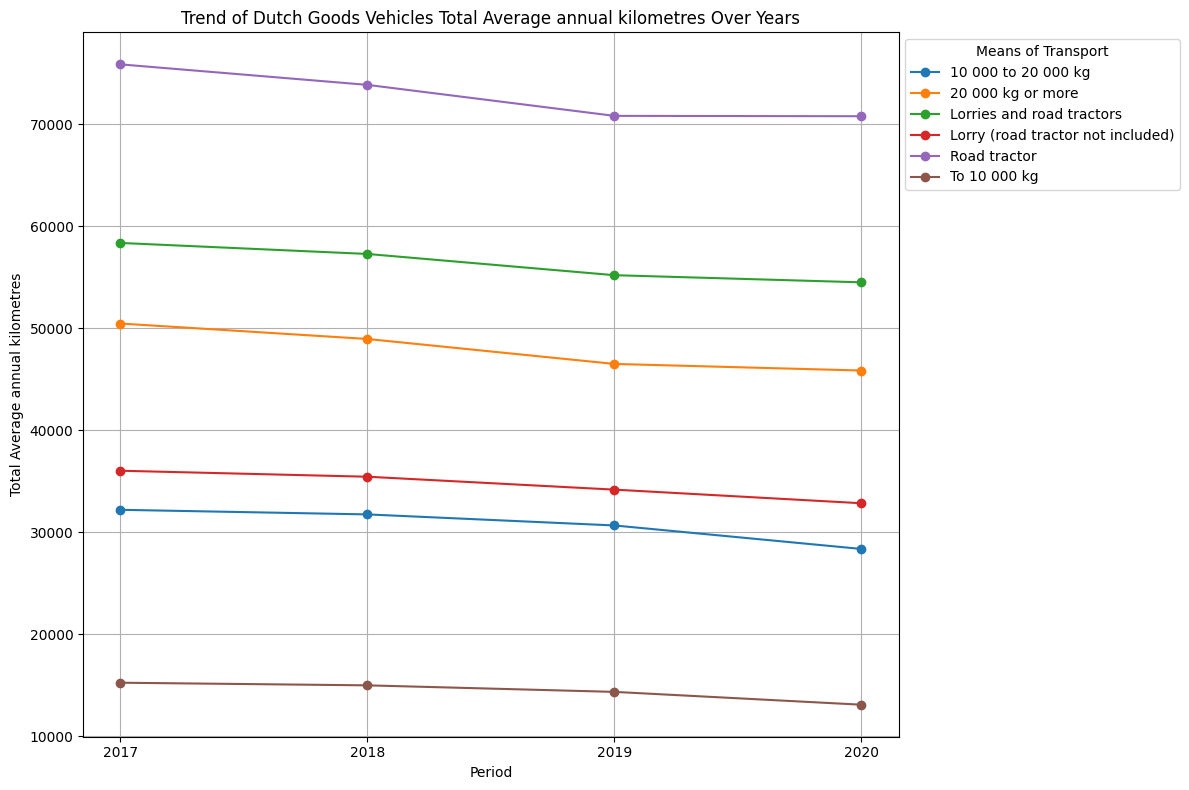 Trend of Dutch Goods Vehicles Total Average annual kilometres Over Years
Means of Transport
10 000 to 20 000 kg
20 000 kg or more
Lorries and road tractors
Lorry (road tractor not included)
Road tractor
To 10 000 kg
Total Average annual kilometres
70000
60000
50000
40000
30000
20000
10000
2017 2018 2019 2020
Period